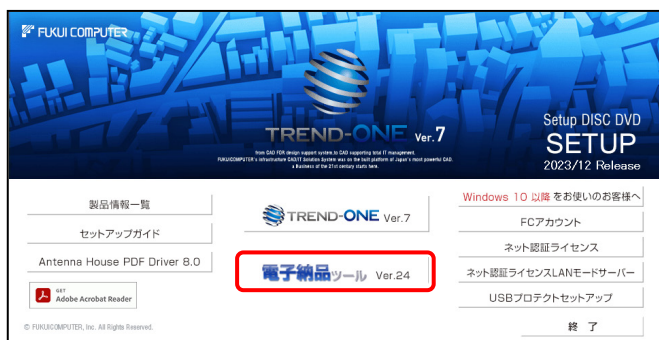 FUKUI COMPUTER
TREND-ONE Ver.7
from CAD FOR design support system to CAD supporting total IT management.
FUKUICOMPUTER's infrastructure CAD/IT Solution System was on the built platform of Japan's most powerful CAD.
a Business of the 21st century starts here.
Setup DISC DVD
SETUP
2023/12 Release
製品情報一覧
セットアップガイド
Antenna House PDF Driver 8.0
GET
Adobe Acrobat Reader
TREND-ONE Ver.7
電子納品ツール Ver.24
Windows 10 以降 をお使いのお客様へ
FCアカウント
ネット認証ライセンス
ネット認証ライセンスLANモードサーバー
USBプロテクトセットアップ
終 了
© FUKUICOMPUTER, Inc. All Rights Reserved.